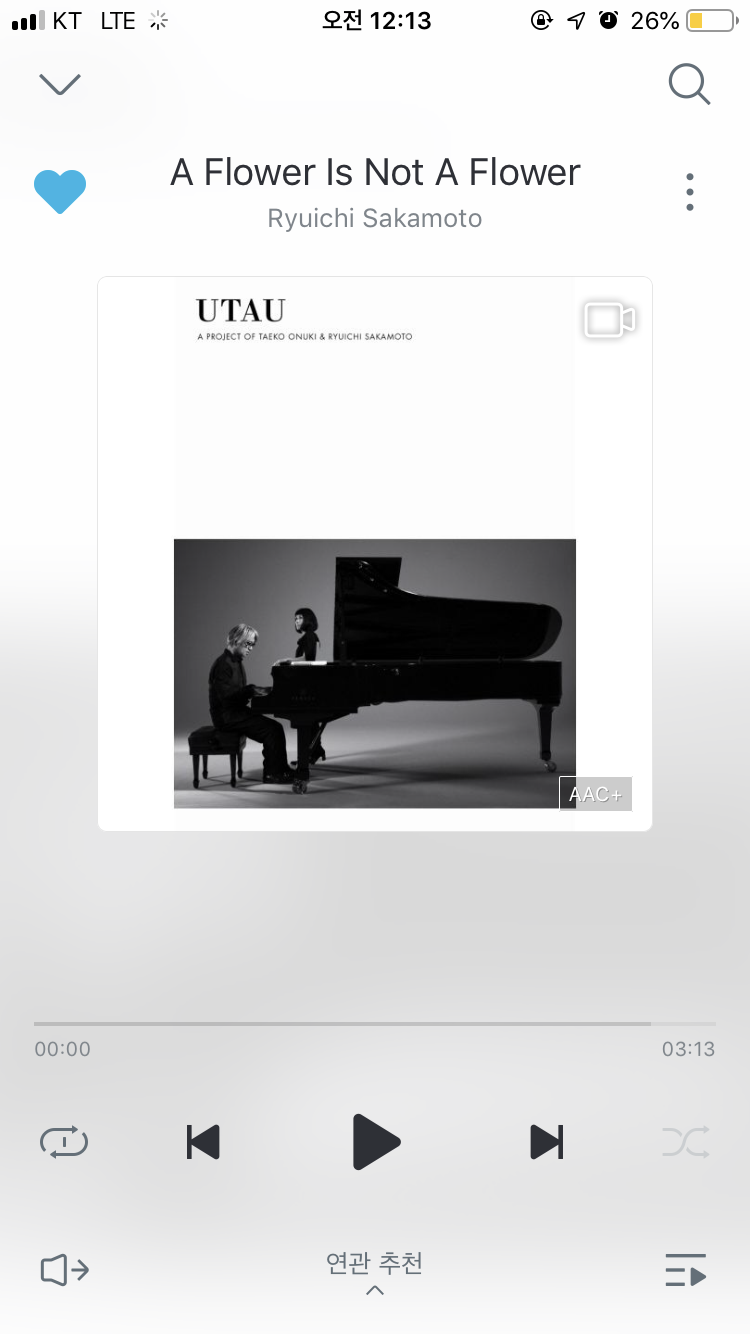 KT LTE 오전 12:13 26%
A Flower Is Not A Flower
Ryuichi Sakamoto
UTAU
A PROJECT OF TAEKO ONUKI & RYUICHI SAKAMOTO
AAC+
00:00 03:13
연관 추천